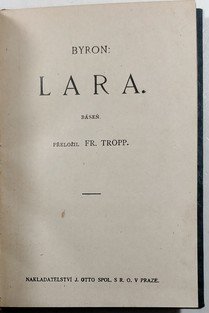 BYRON:
LARA.
BÁSEŇ.
PŘELOŽIL FR. TROPP.
NAKLADATELSTVÍ J. OTTO SPOL. S R. O. V PRAZE.